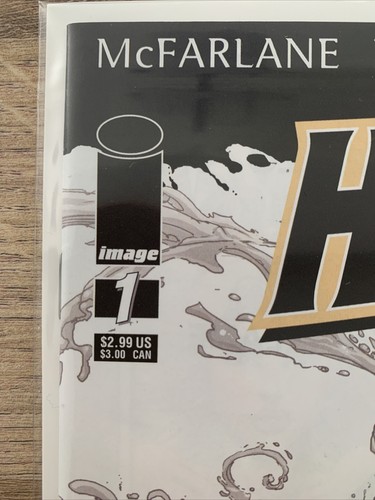 McFARLANE
H
image
1
$2.99 US
$3.00 CAN